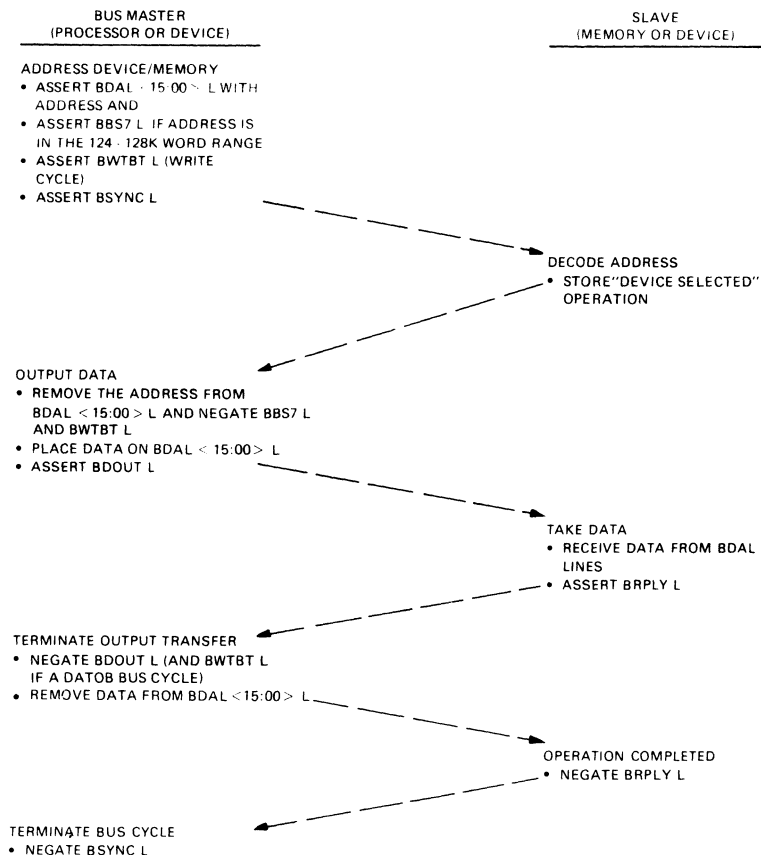 BUS MASTER
(PROCESSOR OR DEVICE)
SLAVE
(MEMORY OR DEVICE)
ADDRESS DEVICE/MEMORY
• ASSERT BDAL <15:00> L WITH
ADDRESS AND
• ASSERT BBS7 L IF ADDRESS IS
IN THE 124-128K WORD RANGE
• ASSERT BWTBT L (WRITE
CYCLE)
• ASSERT BSYNC L
DECODE ADDRESS
• STORE"DEVICE SELECTED"
OPERATION
OUTPUT DATA
• REMOVE THE ADDRESS FROM
BDAL <15:00> L AND NEGATE BBS7 L
AND BWTBT L
• PLACE DATA ON BDAL <15:00> L
• ASSERT BDOUT L
TAKE DATA
• RECEIVE DATA FROM BDAL
LINES
• ASSERT BRPLY L
TERMINATE OUTPUT TRANSFER
• NEGATE BDOUT L (AND BWTBT L
IF A DATOB BUS CYCLE)
• REMOVE DATA FROM BDAL <15:00> L
OPERATION COMPLETED
• NEGATE BRPLY L
TERMINATE BUS CYCLE
• NEGATE BSYNC L